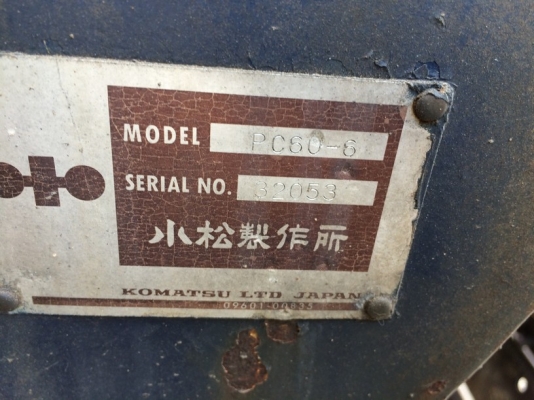 MODEL PC60-6
SERIAL NO. 32053
小松製作所
KOMATSU LTD JAPAN